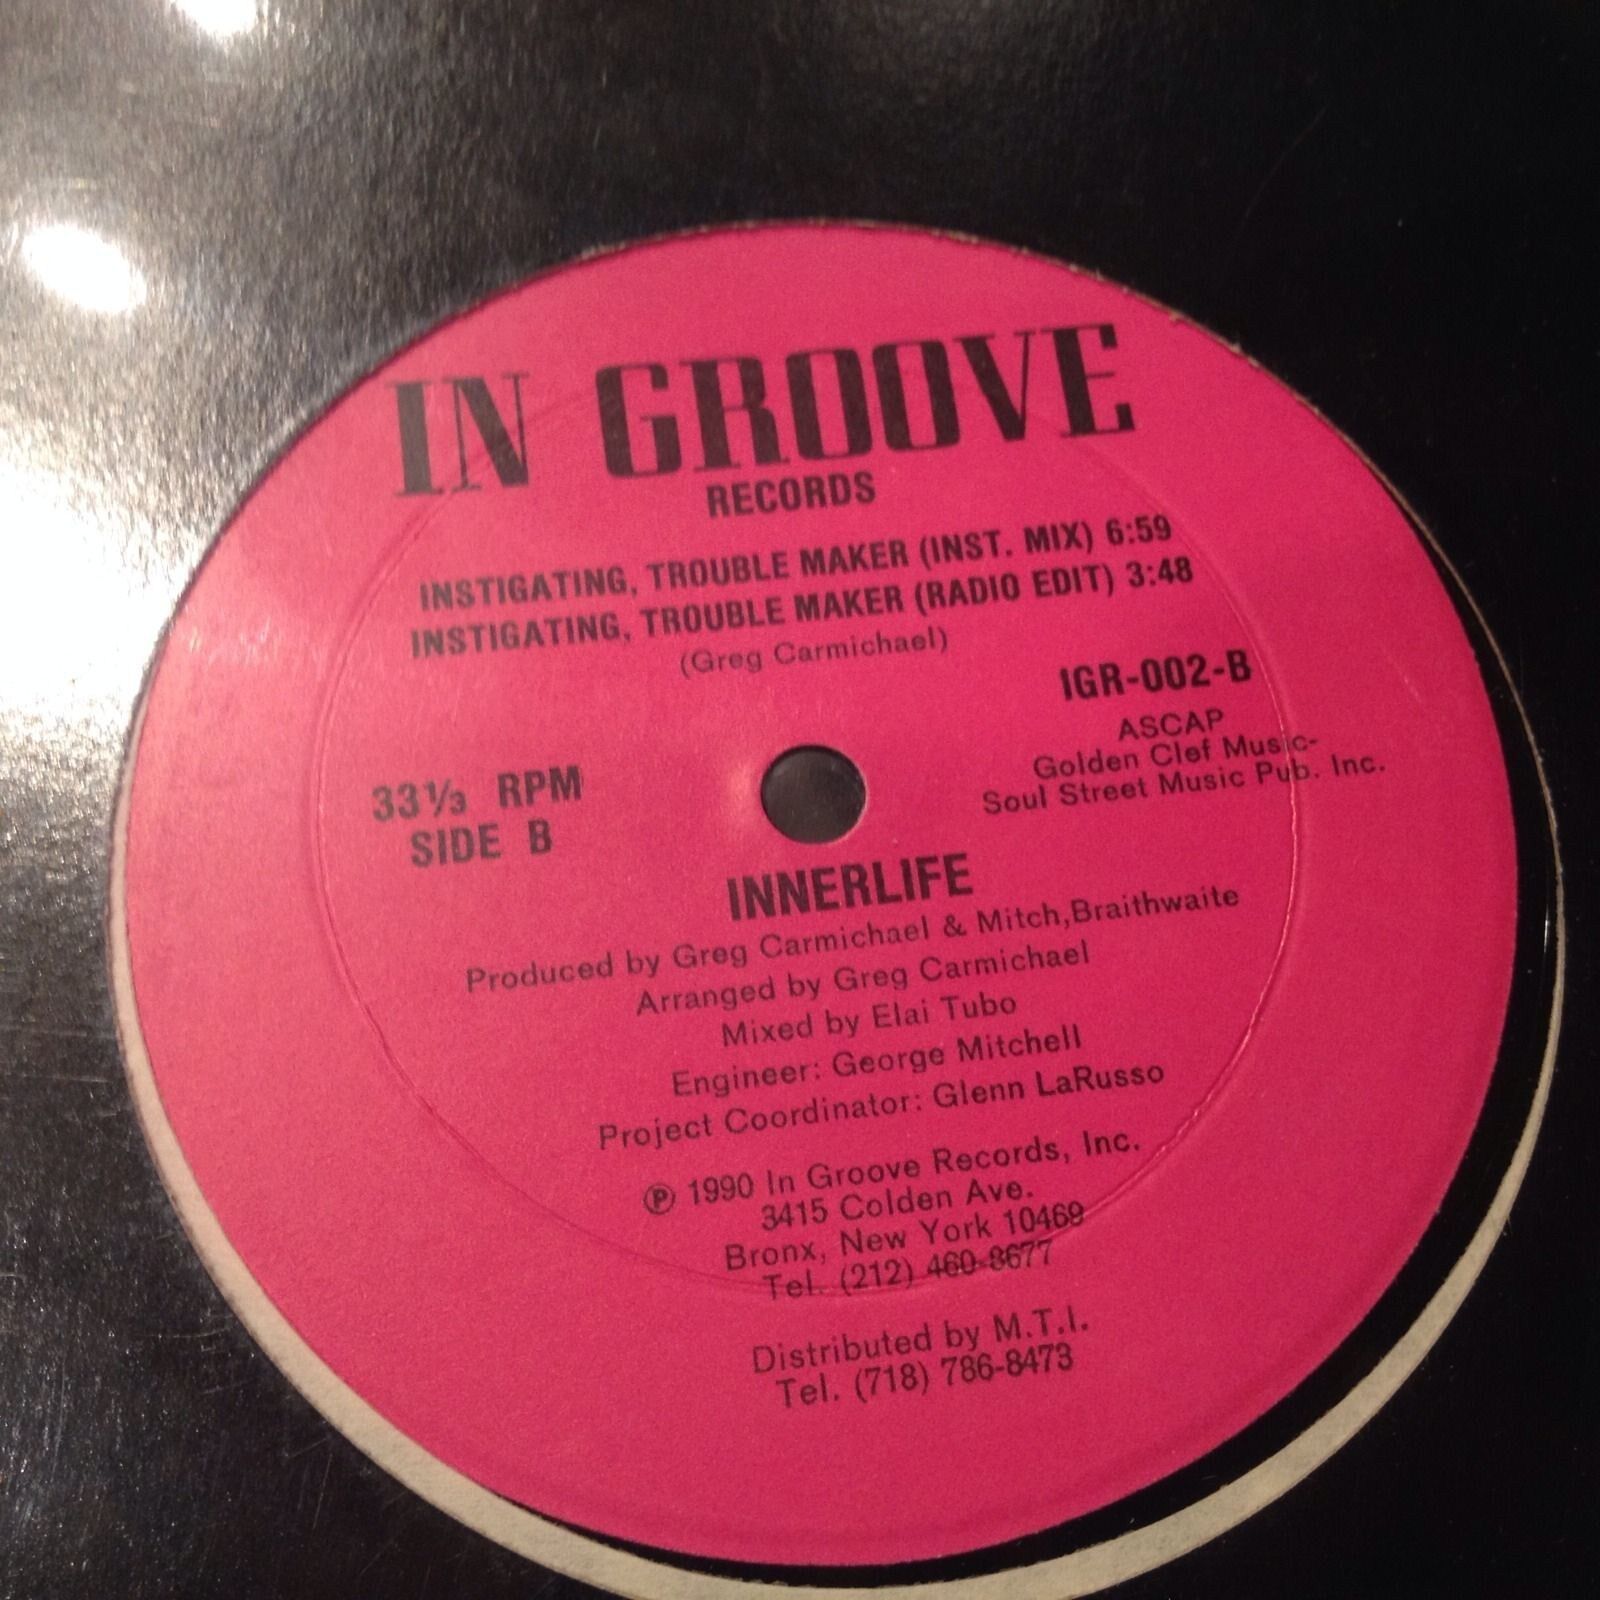 IN GROOVE
RECORDS
INSTIGATING, TROUBLE MAKER (INST. MIX) 6:59
INSTIGATING, TROUBLE MAKER (RADIO EDIT) 3:48
(Greg Carmichael)
IGR-002-B
ASCAP
Golden Clef Music-
Soul Street Music Pub. Inc.
33⅓ RPM
SIDE B
INNERLIFE
Produced by Greg Carmichael & Mitch,Braithwaite
Arranged by Greg Carmichael
Mixed by Elai Tubo
Engineer: George Mitchell
Project Coordinator: Glenn LaRusso
℗ 1990 In Groove Records, Inc.
3415 Colden Ave.
Bronx, New York 10469
Tel. (212) 460-8677
Distributed by M.T.I.
Tel. (718) 786-8473